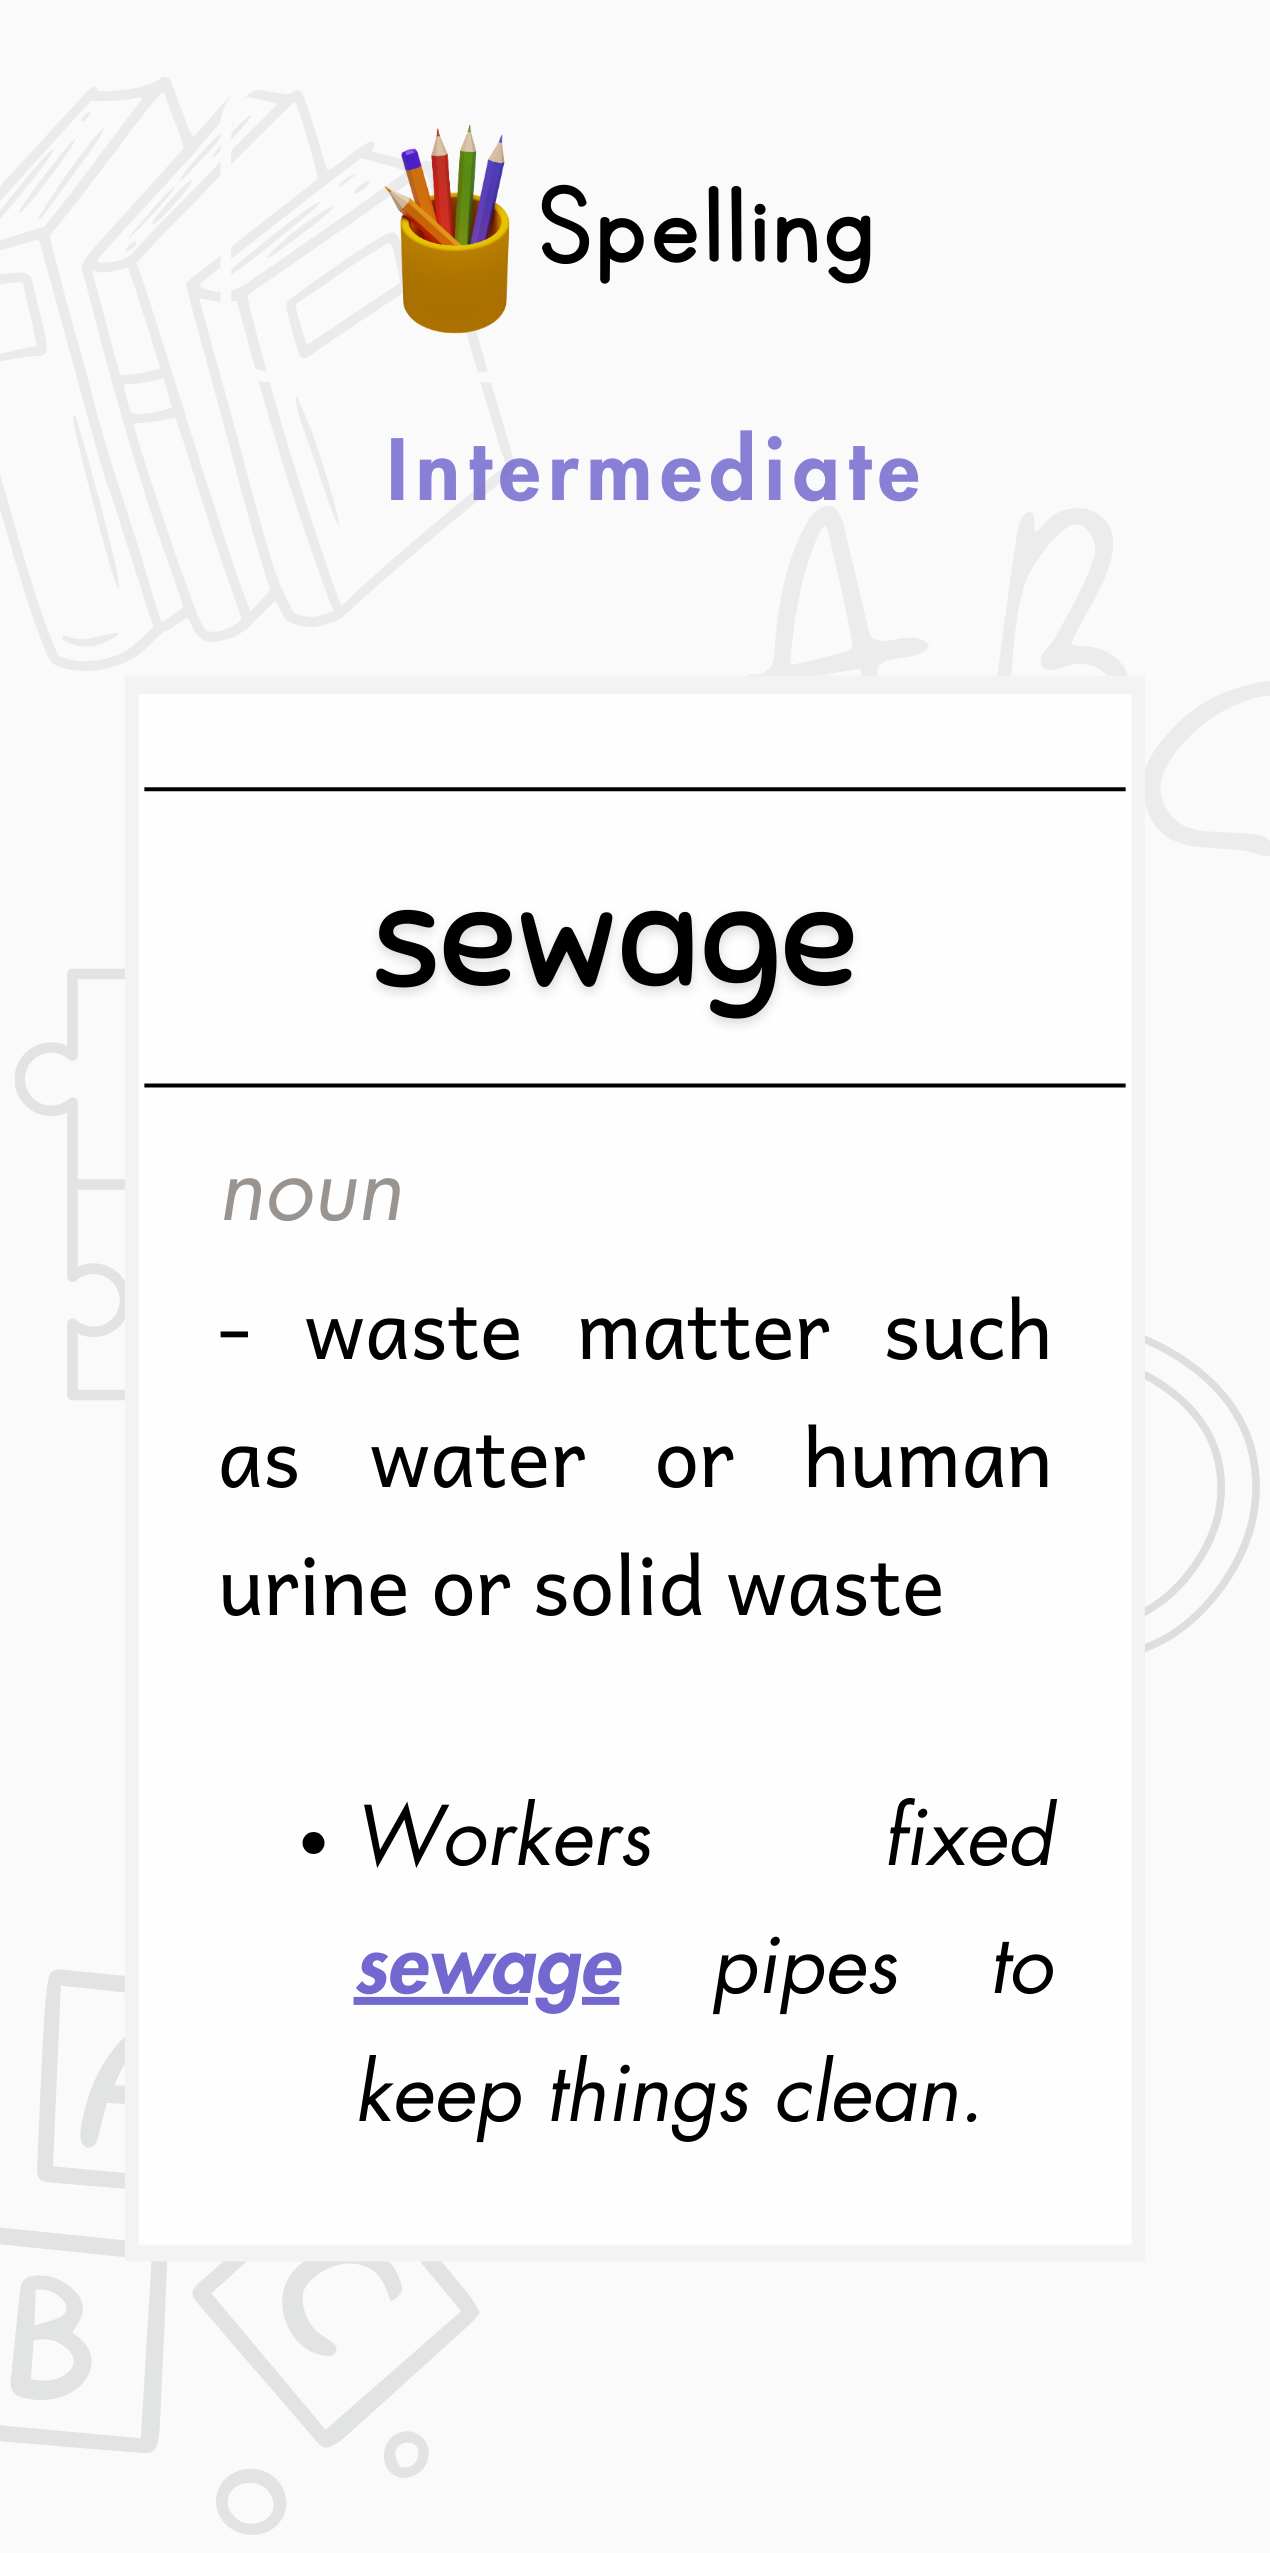 Spelling
Intermediate
A B
sewage
noun
- waste matter such
as water or human
urine or solid waste
• Workers fixed
sewage pipes to
keep things clean.
A
B C